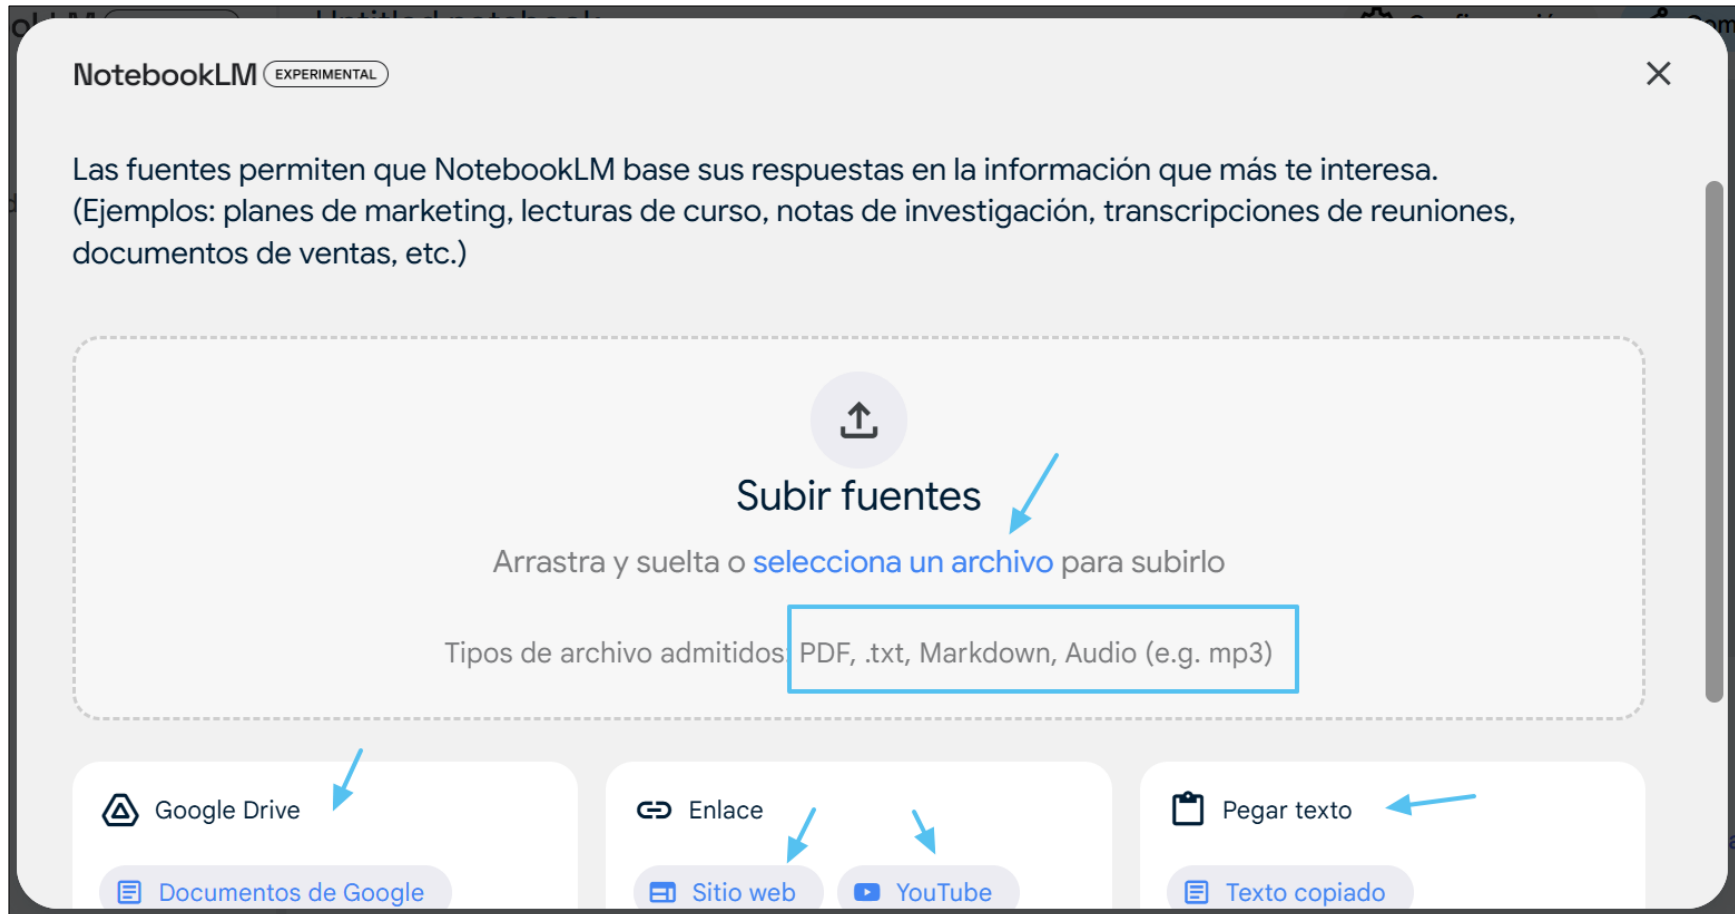 Untitled notebook
NotebookLM EXPERIMENTAL
Las fuentes permiten que NotebookLM base sus respuestas en la información que más te interesa.
(Ejemplos: planes de marketing, lecturas de curso, notas de investigación, transcripciones de reuniones,
documentos de ventas, etc.)
Subir fuentes
Arrastra y suelta o selecciona un archivo para subirlo
Tipos de archivo admitidos: PDF, .txt, Markdown, Audio (e.g. mp3)
Google Drive
Documentos de Google
Enlace
Sitio web
YouTube
Pegar texto
Texto copiado